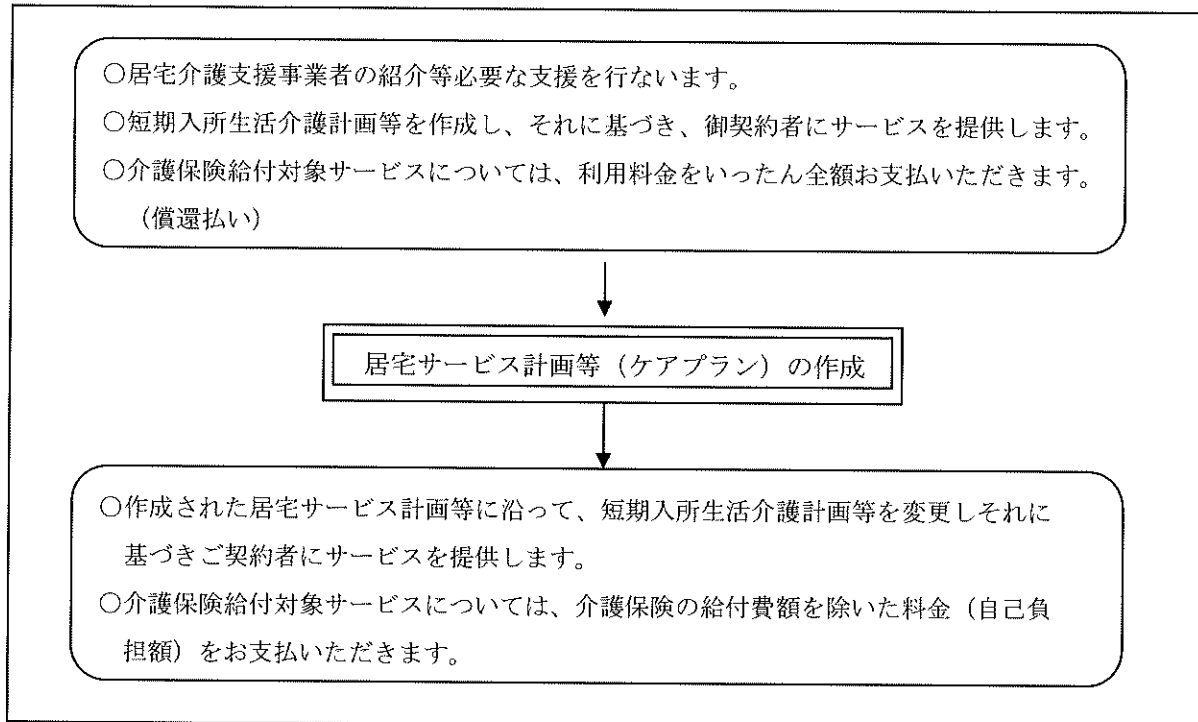 ○居宅介護支援事業者の紹介等必要な支援を行ないます。
○短期入所生活介護計画等を作成し、それに基づき、御契約者にサービスを提供します。
○介護保険給付対象サービスについては、利用料金をいったん全額お支払いただきます。
（償還払い）
居宅サービス計画等（ケアプラン）の作成
○作成された居宅サービス計画等に沿って、短期入所生活介護計画等を変更しそれに
基づきご契約者にサービスを提供します。
○介護保険給付対象サービスについては、介護保険の給付費額を除いた料金（自己負
担額）をお支払いただきます。